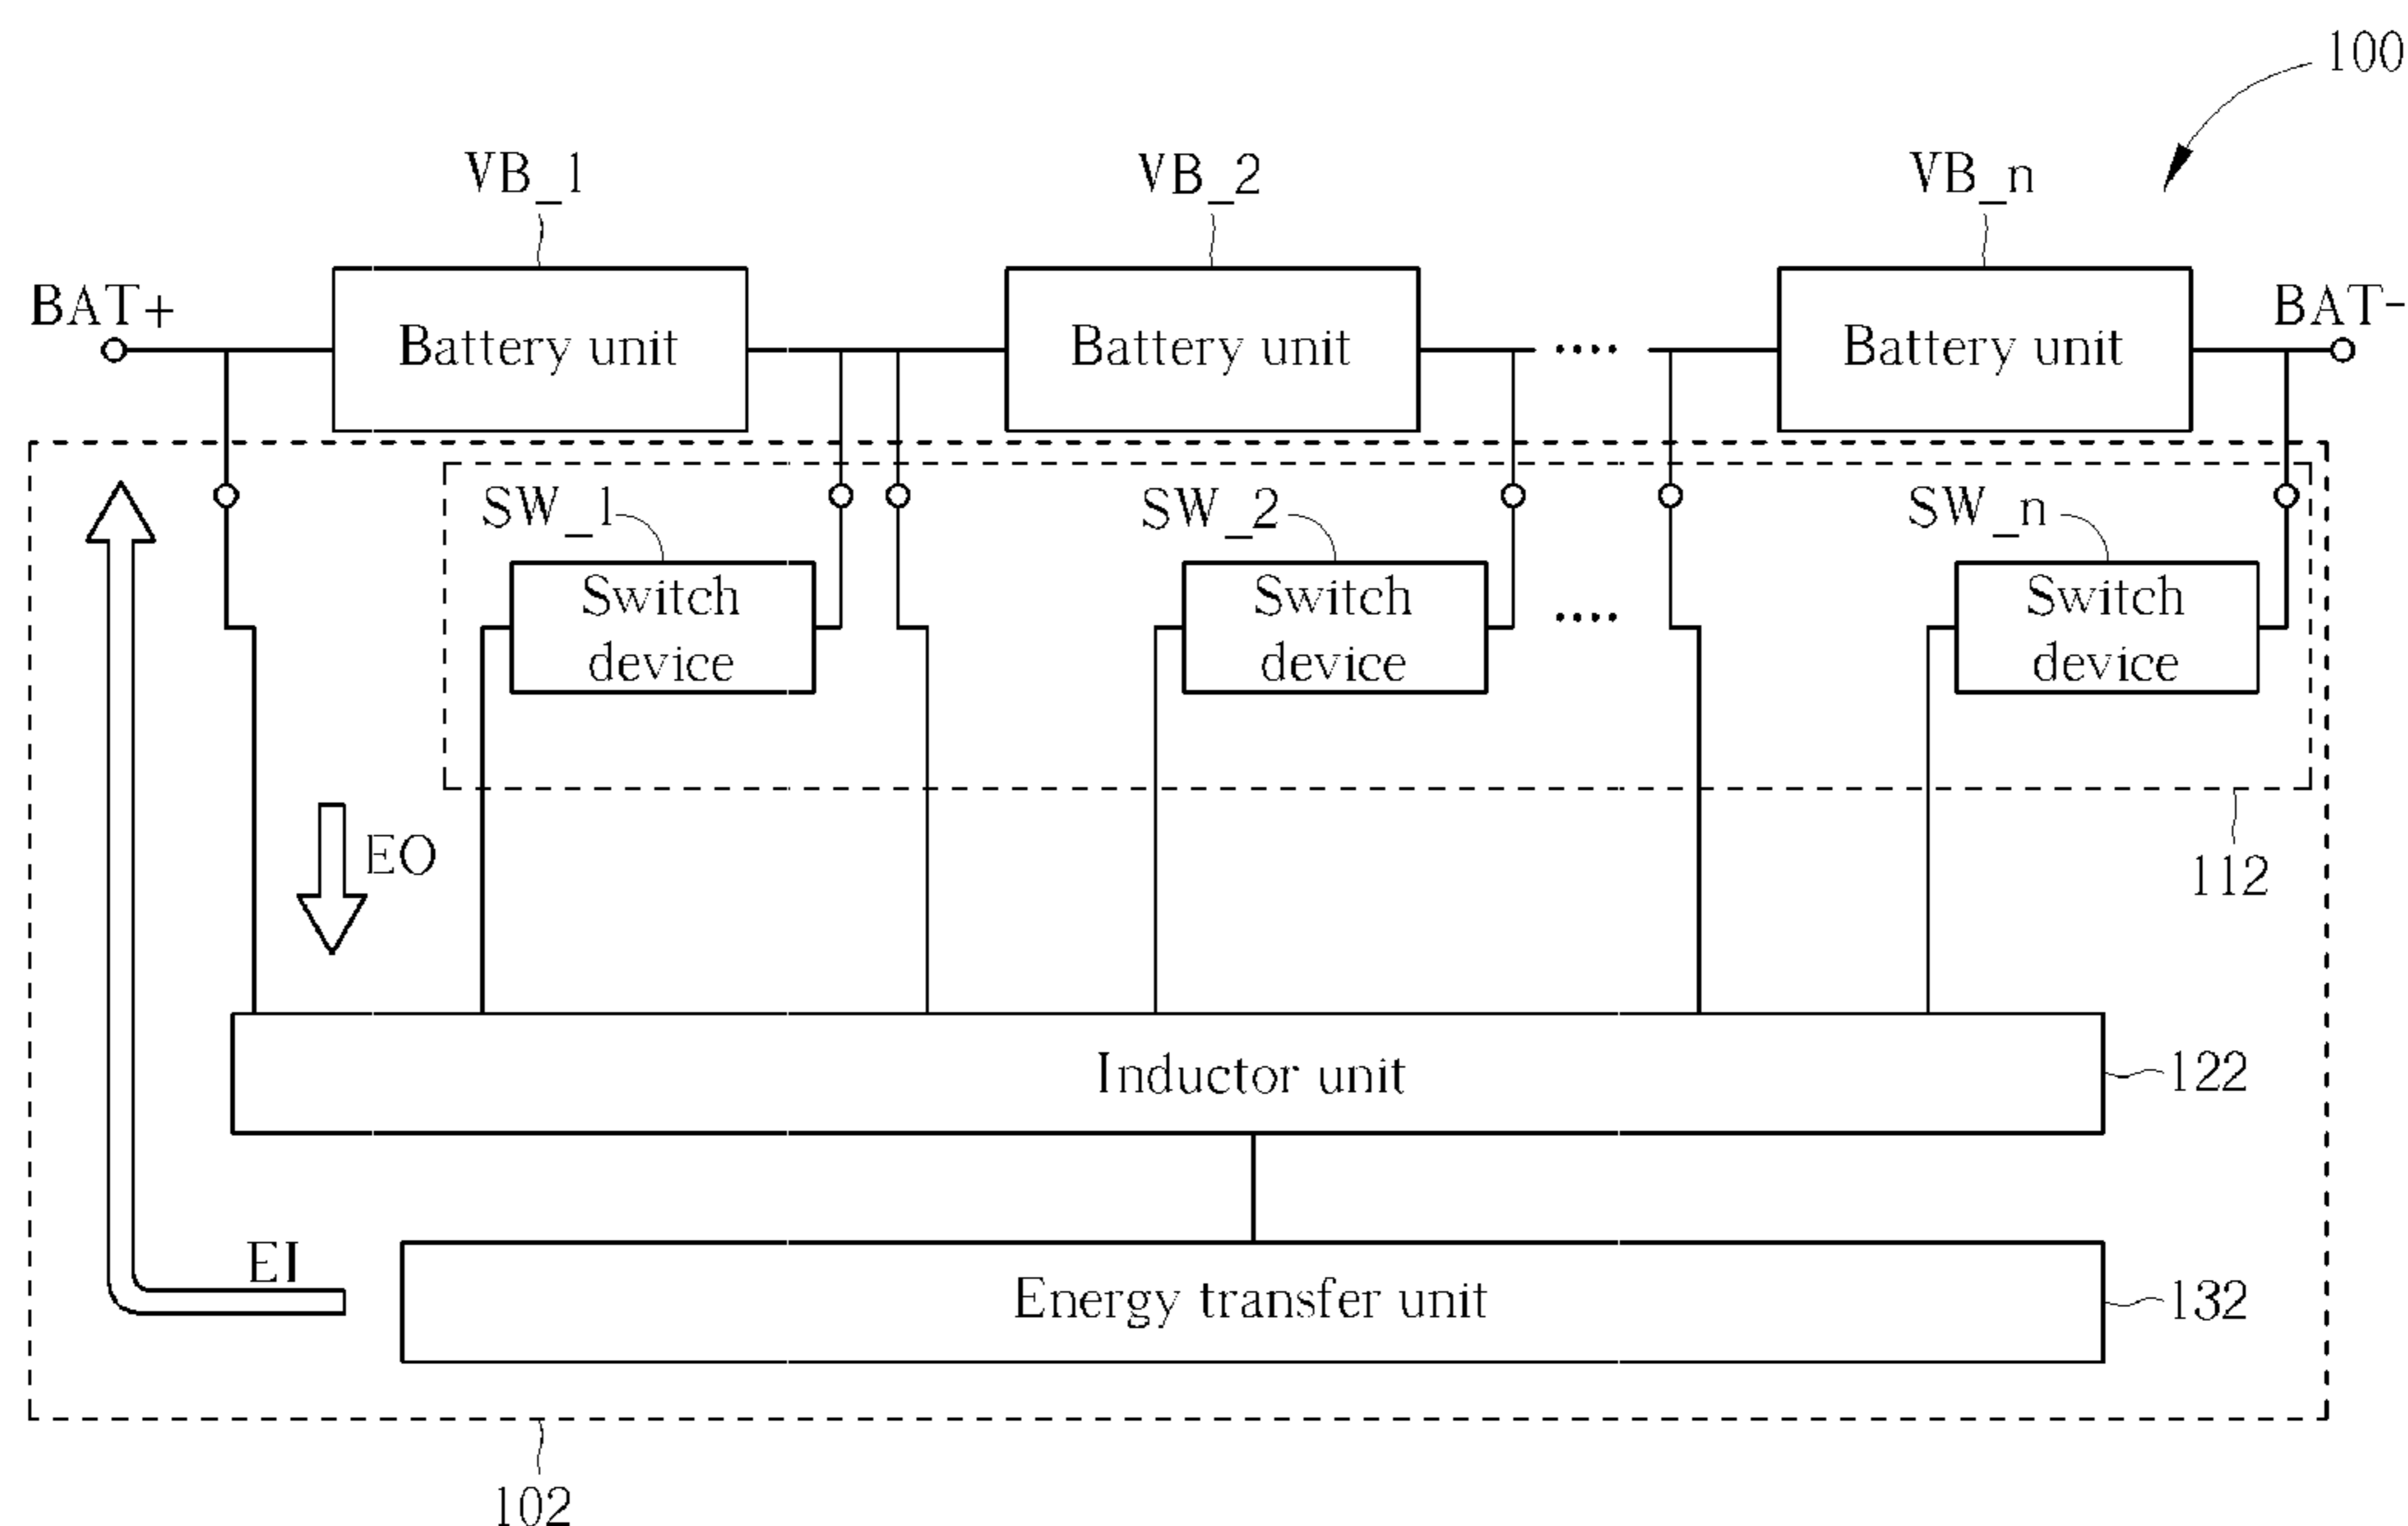 100
VB_1
VB_2
VB_n
BAT+
Battery unit
Battery unit
····
Battery unit
BAT-
SW_1
SW_2
SW_n
Switch
device
Switch
device
····
Switch
device
EO
112
Inductor unit
122
EI
Energy transfer unit
132
102